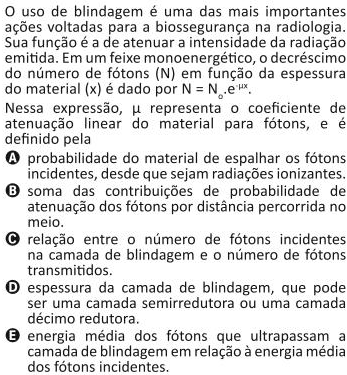 O uso de blindagem é uma das mais importantes
ações voltadas para a biossegurança na radiologia.
Sua função é a de atenuar a intensidade da radiação
emitida. Em um feixe monoenergético, o decréscimo
do número de fótons (N) em função da espessura
do material (x) é dado por N = N₀.e⁻µˣ.
Nessa expressão, µ representa o coeficiente de
atenuação linear do material para fótons, e é
definido pela
A probabilidade do material de espalhar os fótons
incidentes, desde que sejam radiações ionizantes.
B soma das contribuições de probabilidade de
atenuação dos fótons por distância percorrida no
meio.
C relação entre o número de fótons incidentes
na camada de blindagem e o número de fótons
transmitidos.
D espessura da camada de blindagem, que pode
ser uma camada semirredutora ou uma camada
décimo redutora.
E energia média dos fótons que ultrapassam a
camada de blindagem em relação à energia média
dos fótons incidentes.